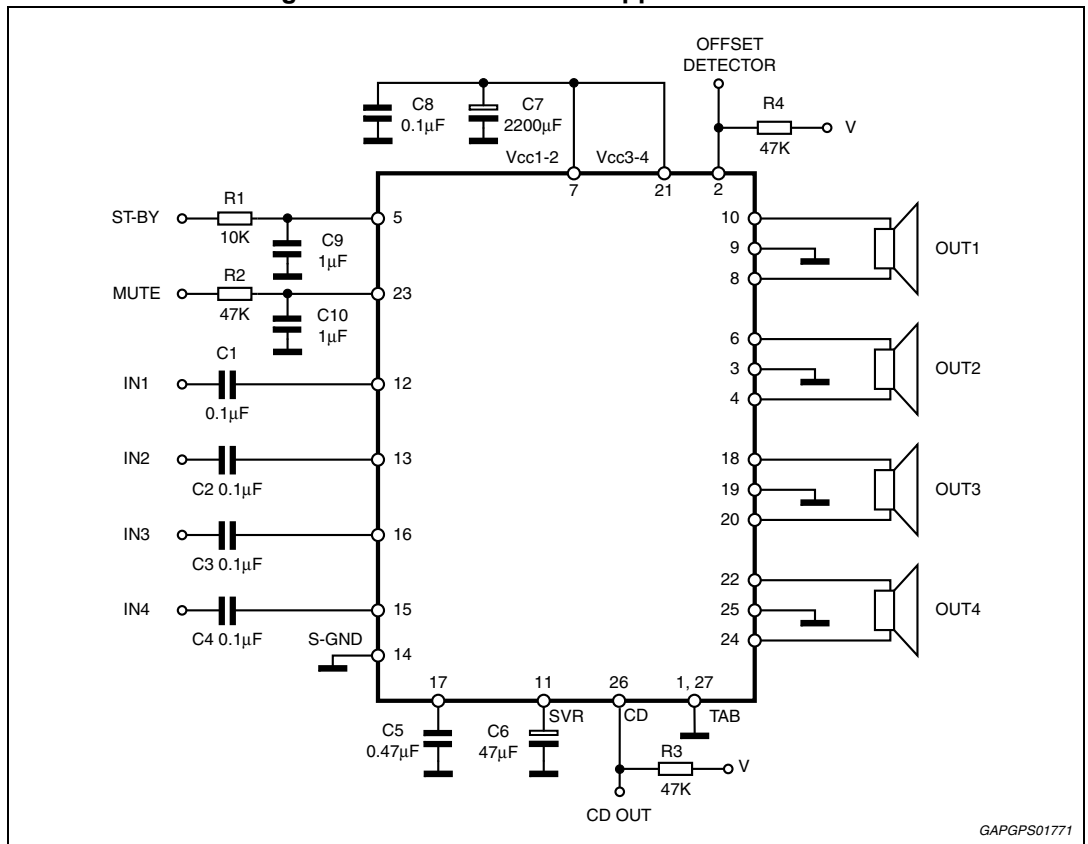 OFFSET
DETECTOR
C8
0.1μF
C7
2200μF
R4
47K
V
Vcc1-2
Vcc3-4
7
21
2
ST-BY
R1
10K
5
C9
1μF
MUTE
R2
47K
23
C10
1μF
IN1
C1
0.1μF
12
IN2
C2 0.1μF
13
IN3
C3 0.1μF
16
IN4
C4 0.1μF
15
S-GND
14
10
9
8
OUT1
6
3
4
OUT2
18
19
20
OUT3
22
25
24
OUT4
17
11
26
1, 27
SVR
CD
TAB
C5
0.47μF
C6
47μF
R3
47K
V
CD OUT
GAPGPS01771